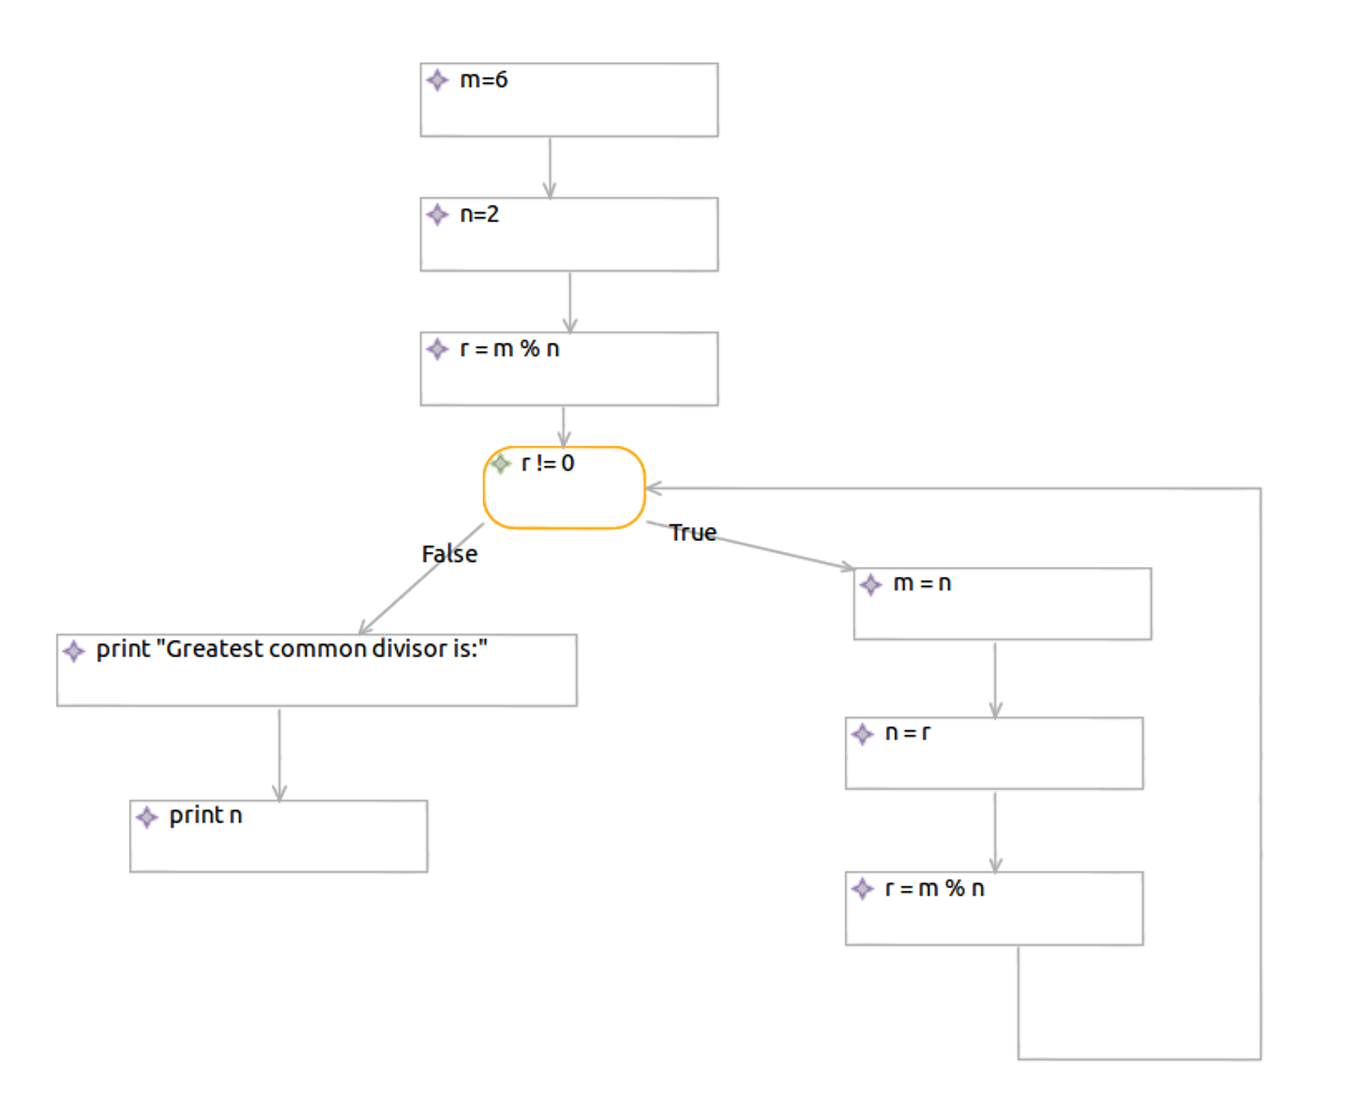 m=6
n=2
r = m % n
r != 0
False
True
m = n
print "Greatest common divisor is:"
n = r
print n
r = m % n